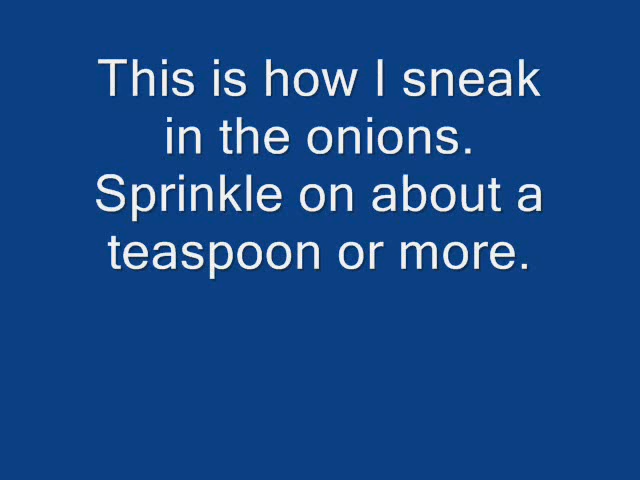 This is how I sneak
in the onions.
Sprinkle on about a
teaspoon or more.